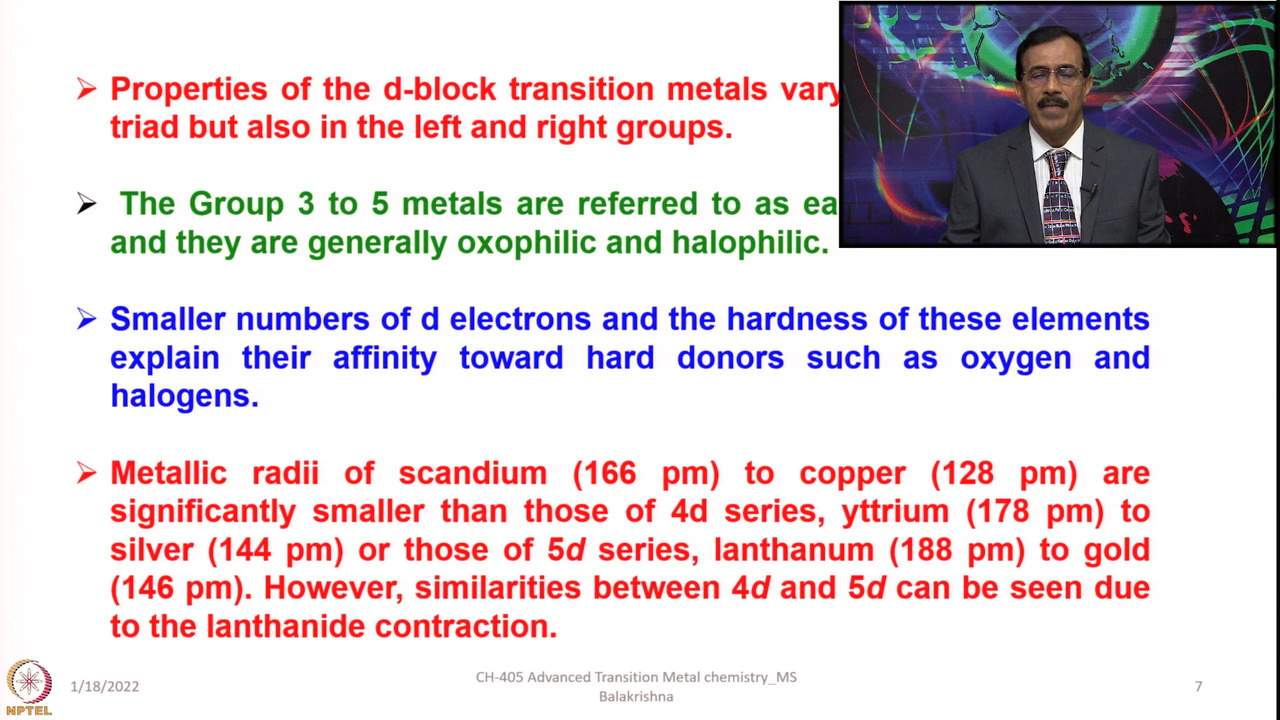 Properties of the d-block transition metals vary
triad but also in the left and right groups.
The Group 3 to 5 metals are referred to as
and they are generally oxophilic and halophilic.
Smaller numbers of d electrons and the hardness of these elements
explain their affinity toward hard donors such as oxygen and
halogens.
Metallic radii of scandium (166 pm) to copper (128 pm) are
significantly smaller than those of 4d series, yttrium (178 pm) to
silver (144 pm) or those of 5d series, lanthanum (188 pm) to gold
(146 pm). However, similarities between 4d and 5d can be seen due
to the lanthanide contraction.
NPTEL
1/18/2022
CH-405 Advanced Transition Metal chemistry_MS
Balakrishna
7